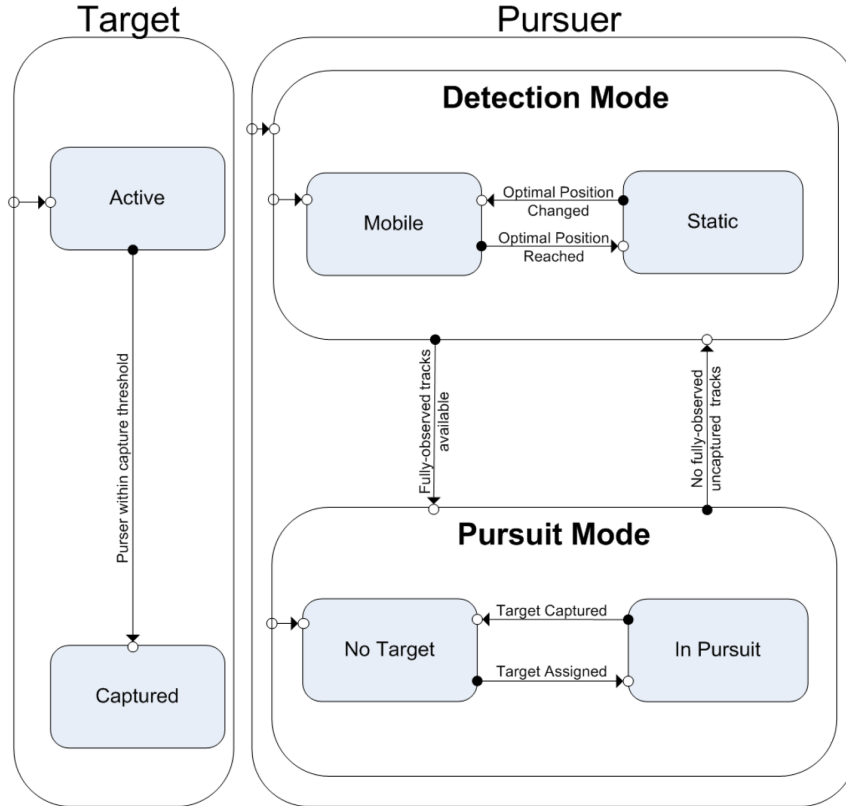 Target
Pursuer
Detection Mode
Active
Mobile
Optimal Position
Changed
Optimal Position
Reached
Static
Purser within capture threshold
Fully-observed tracks
available
No fully-observed
uncaptured tracks
Pursuit Mode
No Target
Target Captured
Target Assigned
In Pursuit
Captured